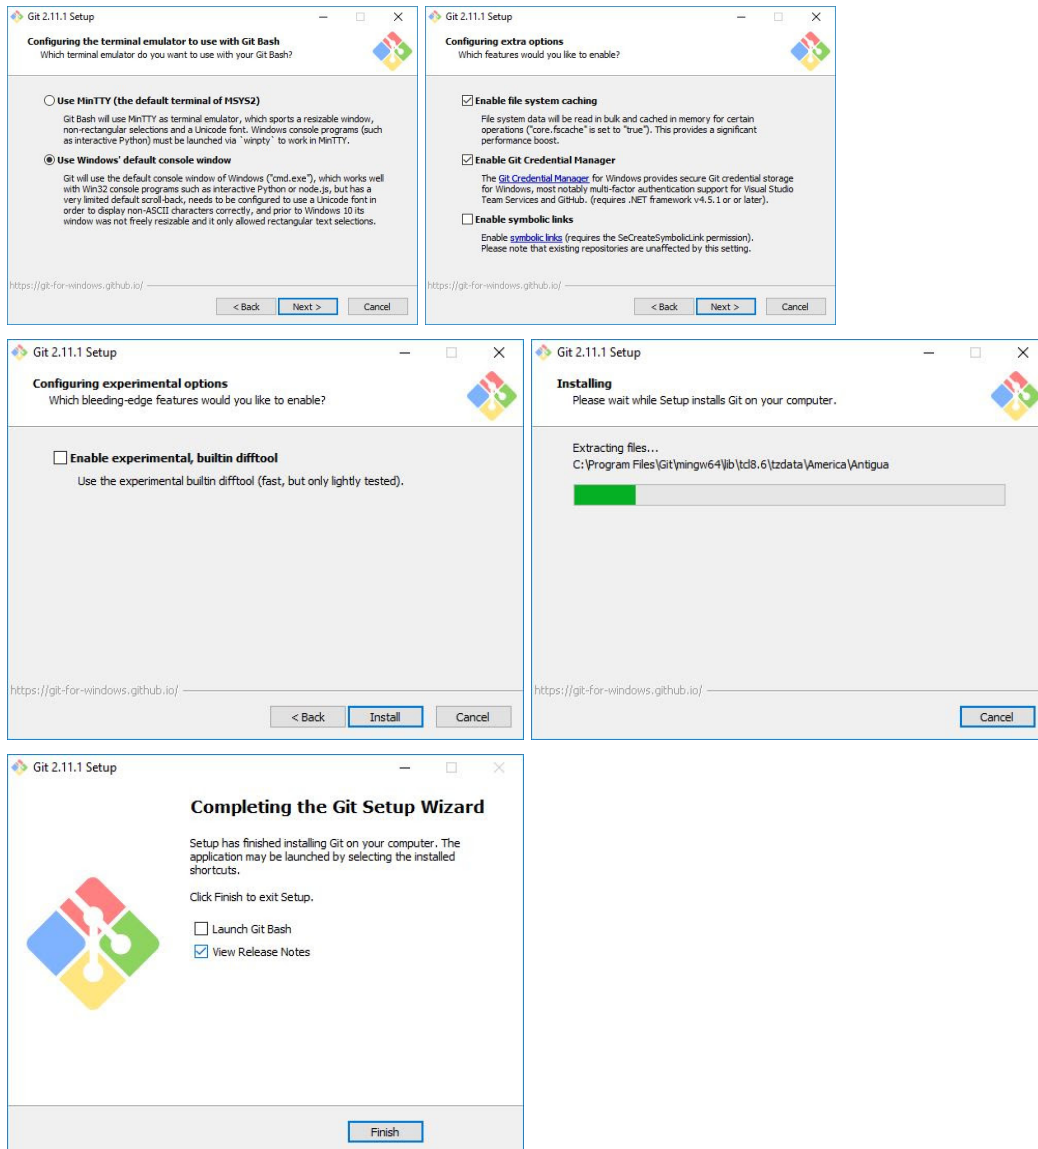 Git 2.11.1 Setup
Configuring the terminal emulator to use with Git Bash
Which terminal emulator do you want to use with your Git Bash?
Use MinTTY (the default terminal of MSYS2)
Git Bash will use MinTTY as terminal emulator, which sports a resizable window,
non-rectangular selections and a Unicode font. Windows console programs (such
as interactive Python) must be launched via `winpty` to work in MinTTY.
Use Windows' default console window
Git will use the default console window of Windows ("cmd.exe"), which works well
with Win32 console programs such as interactive Python or node.js, but has a
very limited default scroll-back, needs to be configured to use a Unicode font in
order to display non-ASCII characters correctly, and prior to Windows 10 its
window was not freely resizable and it only allowed rectangular text selections.
https://git-for-windows.github.io/
< Back Next > Cancel
Git 2.11.1 Setup
Configuring extra options
Which features would you like to enable?
Enable file system caching
File system data will be read in bulk and cached in memory for certain
operations ("core.fscache" is set to "true"). This provides a significant
performance boost.
Enable Git Credential Manager
The Git Credential Manager for Windows provides secure Git credential storage
for Windows, most notably multi-factor authentication support for Visual Studio
Team Services and GitHub. (requires .NET framework v4.5.1 or or later).
Enable symbolic links
Enable symbolic links (requires the SeCreateSymbolicLink permission).
Please note that existing repositories are unaffected by this setting.
https://git-for-windows.github.io/
< Back Next > Cancel
Git 2.11.1 Setup
Configuring experimental options
Which bleeding-edge features would you like to enable?
Enable experimental, builtin difftool
Use the experimental builtin difftool (fast, but only lightly tested).
https://git-for-windows.github.io/
< Back Install Cancel
Git 2.11.1 Setup
Installing
Please wait while Setup installs Git on your computer.
Extracting files...
C:\Program Files\Git\mingw64\lib\tcl8.6\tzdata\America\Antigua
https://git-for-windows.github.io/
Cancel
Git 2.11.1 Setup
Completing the Git Setup Wizard
Setup has finished installing Git on your computer. The
application may be launched by selecting the installed
shortcuts.
Click Finish to exit Setup.
Launch Git Bash
View Release Notes
Finish